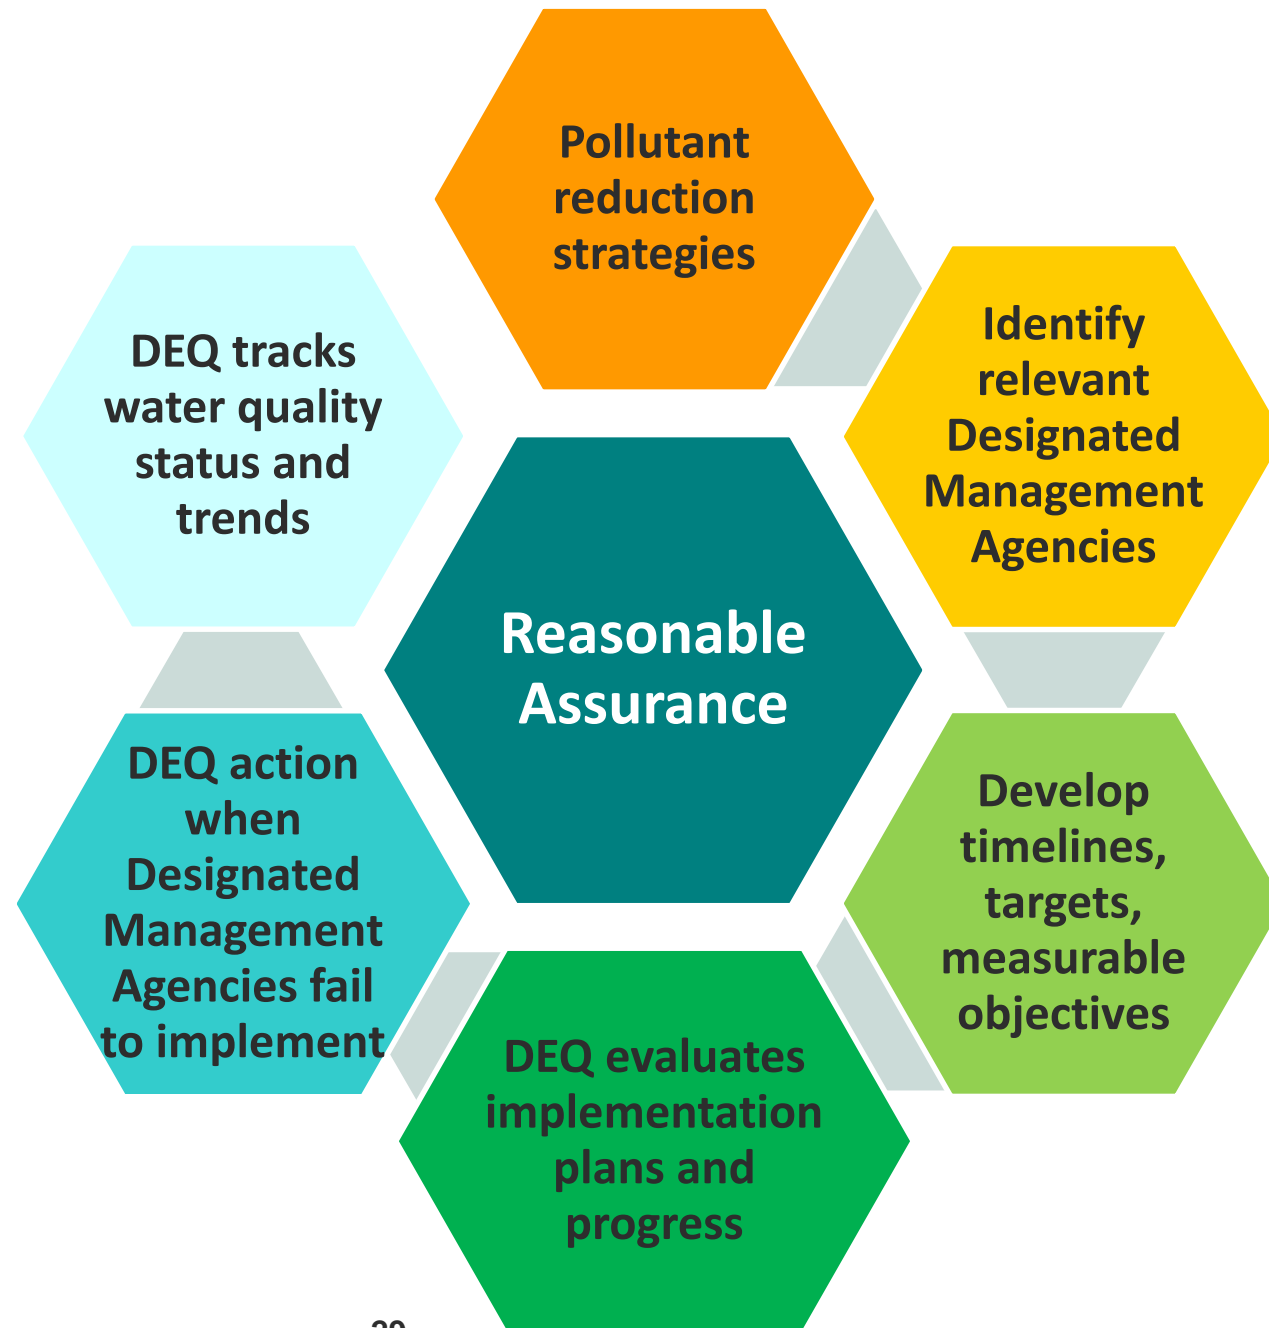 Pollutant
reduction
strategies
Identify
relevant
Designated
Management
Agencies
Develop
timelines,
targets,
measurable
objectives
DEQ evaluates
implementation
plans and
progress
DEQ action
when
Designated
Management
Agencies fail
to implement
DEQ tracks
water quality
status and
trends
Reasonable
Assurance